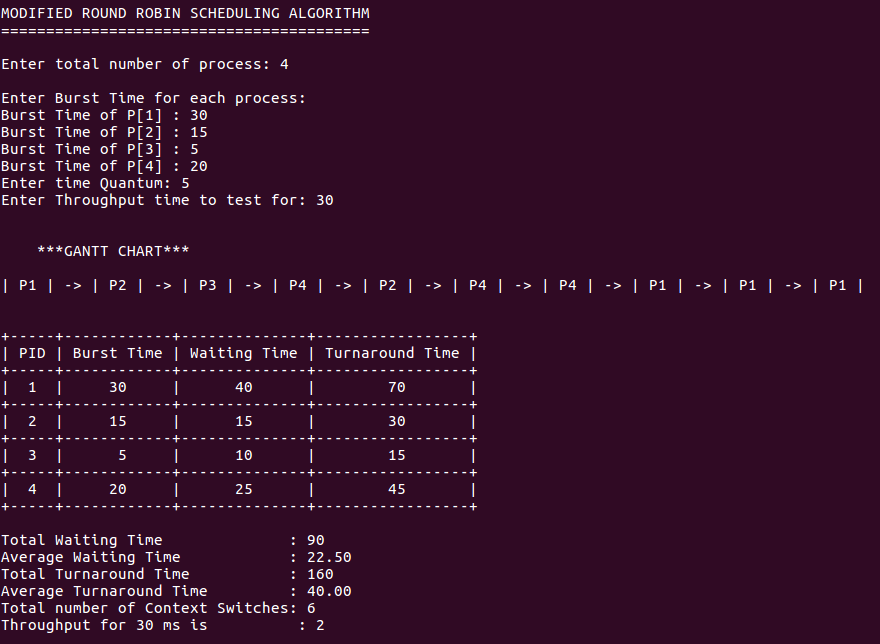 MODIFIED ROUND ROBIN SCHEDULING ALGORITHM
=========================================
Enter total number of process: 4
Enter Burst Time for each process:
Burst Time of P[1] : 30
Burst Time of P[2] : 15
Burst Time of P[3] : 5
Burst Time of P[4] : 20
Enter time Quantum: 5
Enter Throughput time to test for: 30
    ***GANTT CHART***
| P1 | -> | P2 | -> | P3 | -> | P4 | -> | P2 | -> | P4 | -> | P4 | -> | P1 | -> | P1 | -> | P1 |
+-----+------------+--------------+-----------------+
| PID | Burst Time | Waiting Time | Turnaround Time |
+-----+------------+--------------+-----------------+
|  1  |     30     |      40      |        70       |
+-----+------------+--------------+-----------------+
|  2  |     15     |      15      |        30       |
+-----+------------+--------------+-----------------+
|  3  |      5     |      10      |        15       |
+-----+------------+--------------+-----------------+
|  4  |     20     |      25      |        45       |
+-----+------------+--------------+-----------------+
Total Waiting Time              : 90
Average Waiting Time            : 22.50
Total Turnaround Time           : 160
Average Turnaround Time         : 40.00
Total number of Context Switches: 6
Throughput for 30 ms is          : 2